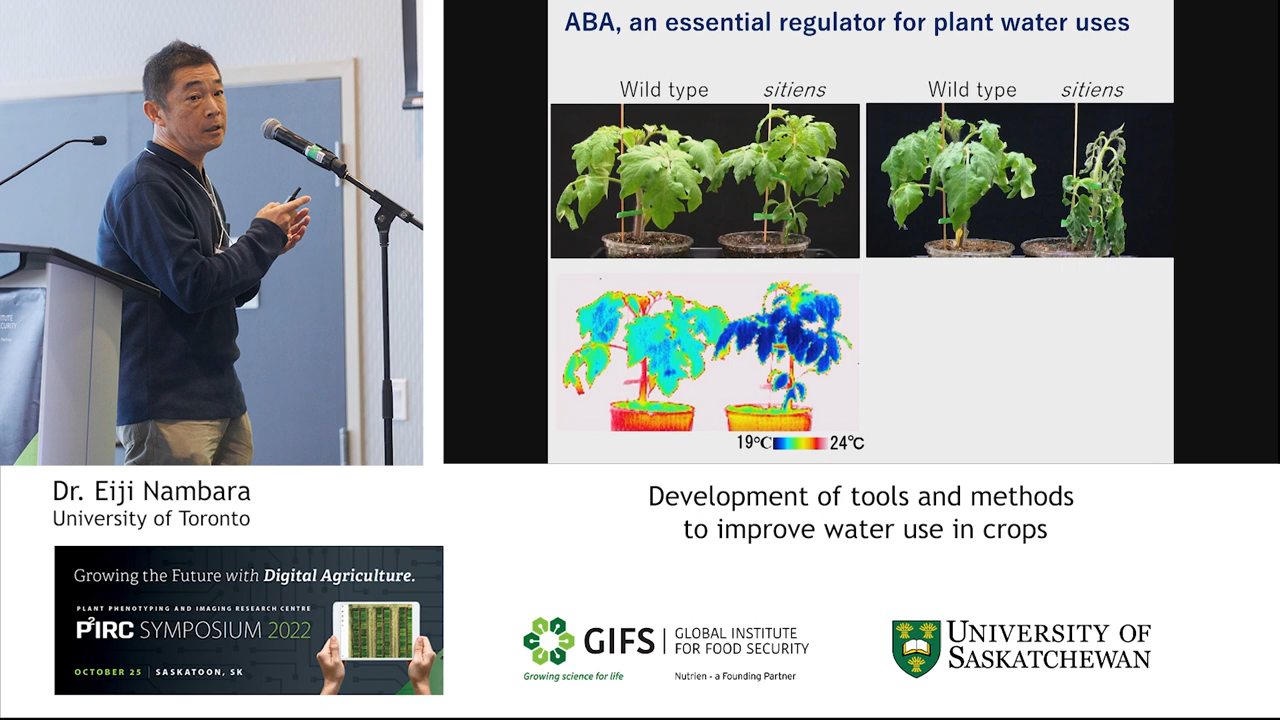 ABA, an essential regulator for plant water uses
Wild type
sitiens
Wild type
sitiens
19℃
24℃
Dr. Eiji Nambara
University of Toronto
Development of tools and methods
to improve water use in crops
Growing the Future with Digital Agriculture.
PLANT PHENOTYPING AND IMAGING RESEARCH CENTRE
P²IRC SYMPOSIUM 2022
OCTOBER 25 | SASKATOON, SK
GIFS
GLOBAL INSTITUTE
FOR FOOD SECURITY
Growing science for life
Nutrien - a Founding Partner
UNIVERSITY OF
SASKATCHEWAN